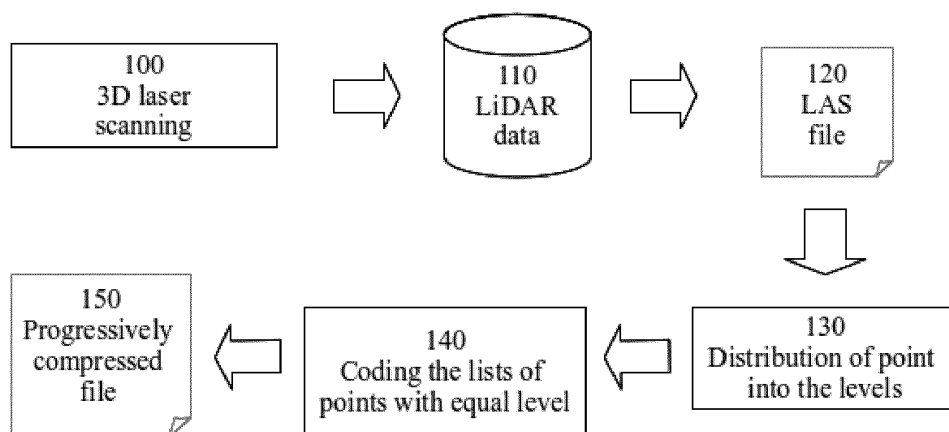 100
3D laser
scanning
110
LiDAR
data
120
LAS
file
130
Distribution of point
into the levels
140
Coding the lists of
points with equal level
150
Progressively
compressed
file